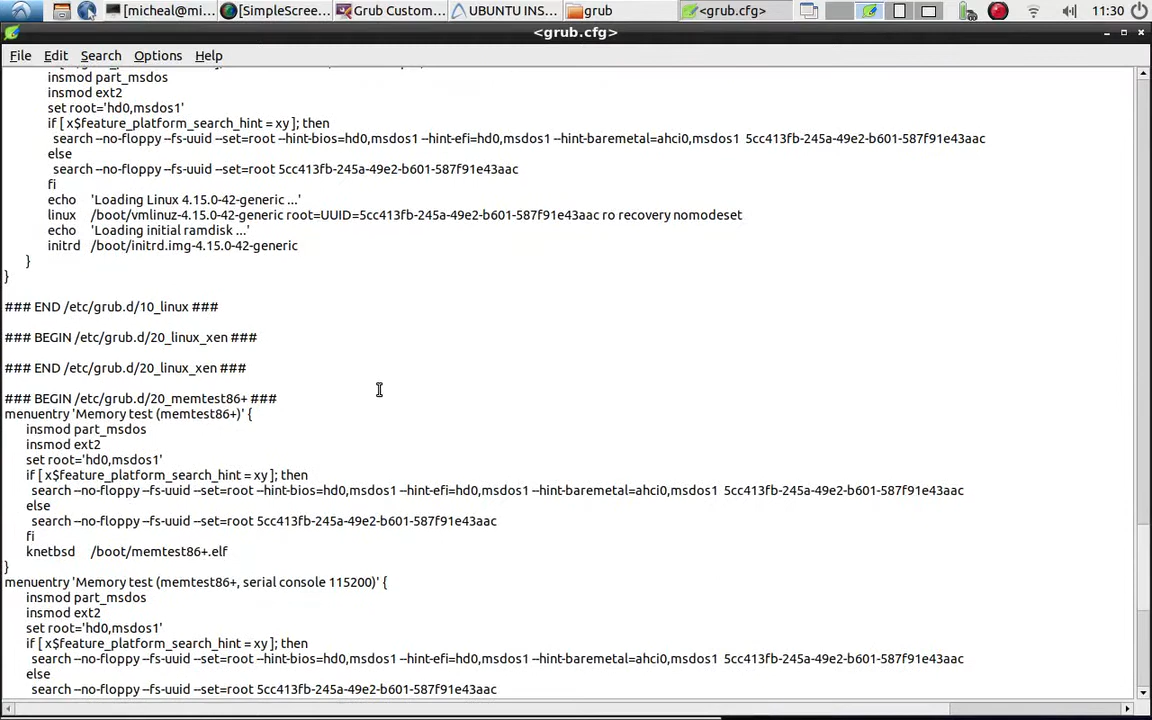 [micheal@mi...
[SimpleScree...
Grub Custom...
UBUNTU INS...
grub
<grub.cfg>
11:30
<grub.cfg>
File Edit Search Options Help
insmod part_msdos
insmod ext2
set root='hd0,msdos1'
if [ x$feature_platform_search_hint = xy ]; then
search --no-floppy --fs-uuid --set=root --hint-bios=hd0,msdos1 --hint-efi=hd0,msdos1 --hint-baremetal=ahci0,msdos1 5cc413fb-245a-49e2-b601-587f91e43aac
else
search --no-floppy --fs-uuid --set=root 5cc413fb-245a-49e2-b601-587f91e43aac
fi
echo 'Loading Linux 4.15.0-42-generic ...'
linux /boot/vmlinuz-4.15.0-42-generic root=UUID=5cc413fb-245a-49e2-b601-587f91e43aac ro recovery nomodeset
echo 'Loading initial ramdisk ...'
initrd /boot/initrd.img-4.15.0-42-generic
}
}
### END /etc/grub.d/10_linux ###
### BEGIN /etc/grub.d/20_linux_xen ###
### END /etc/grub.d/20_linux_xen ###
### BEGIN /etc/grub.d/20_memtest86+ ###
menuentry 'Memory test (memtest86+)' {
insmod part_msdos
insmod ext2
set root='hd0,msdos1'
if [ x$feature_platform_search_hint = xy ]; then
search --no-floppy --fs-uuid --set=root --hint-bios=hd0,msdos1 --hint-efi=hd0,msdos1 --hint-baremetal=ahci0,msdos1 5cc413fb-245a-49e2-b601-587f91e43aac
else
search --no-floppy --fs-uuid --set=root 5cc413fb-245a-49e2-b601-587f91e43aac
fi
knetbsd /boot/memtest86+.elf
}
menuentry 'Memory test (memtest86+, serial console 115200)' {
insmod part_msdos
insmod ext2
set root='hd0,msdos1'
if [ x$feature_platform_search_hint = xy ]; then
search --no-floppy --fs-uuid --set=root --hint-bios=hd0,msdos1 --hint-efi=hd0,msdos1 --hint-baremetal=ahci0,msdos1 5cc413fb-245a-49e2-b601-587f91e43aac
else
search --no-floppy --fs-uuid --set=root 5cc413fb-245a-49e2-b601-587f91e43aac